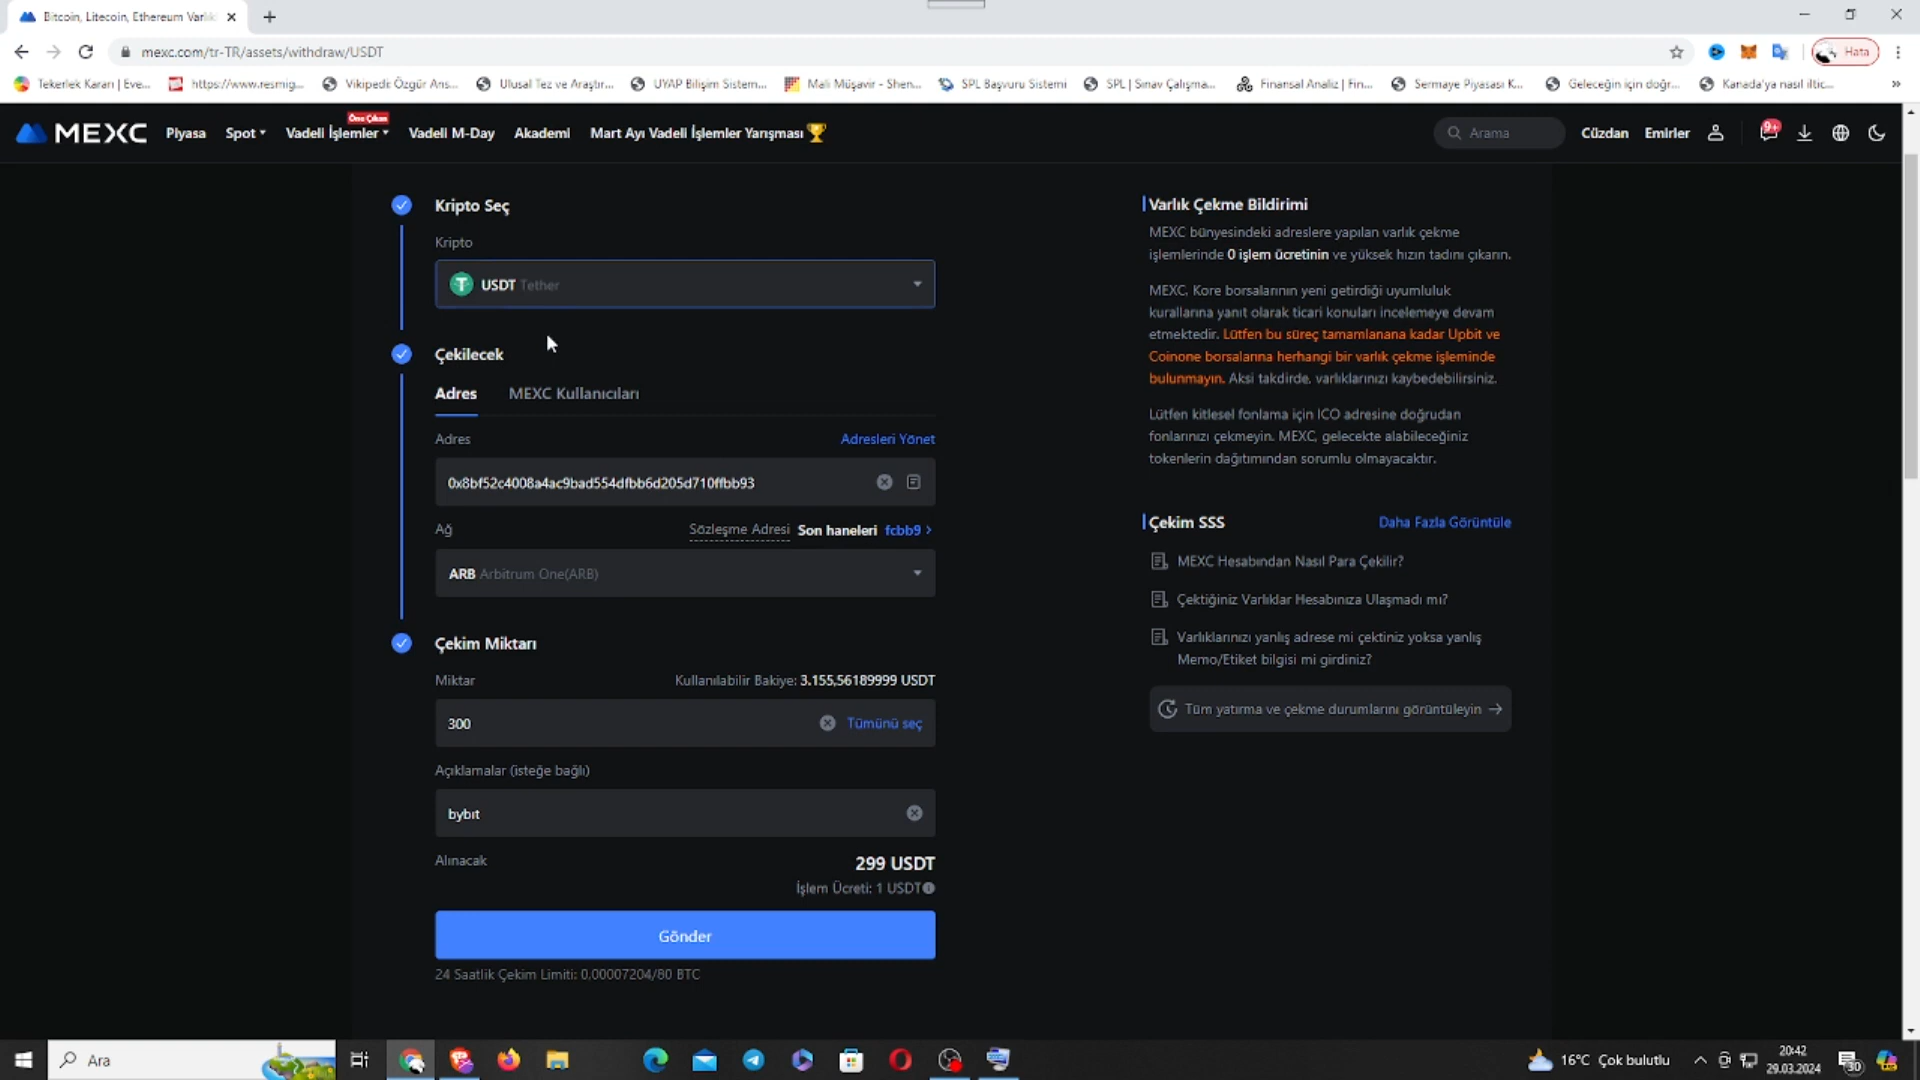 Bitcoin, Litecoin, Ethereum Varlık
mexc.com/tr-TR/assets/withdraw/USDT
Hata
Tekerlek Kararı | Eve...
https://www.resmig...
Vikipedi: Özgür Ans...
Ulusal Tez ve Araştır...
UYAP Bilişim Sistem...
Mali Müşavir - Shen...
SPL Başvuru Sistemi
SPL | Sınav Çalışma...
Finansal Analiz | Fin...
Sermaye Piyasası K...
Geleceğin için doğr...
Kanada'ya nasıl iltic...
»
MEXC
Piyasa
Spot
Öne Çıkan
Vadeli İşlemler
Vadeli M-Day
Akademi
Mart Ayı Vadeli İşlemler Yarışması
Arama
Cüzdan
Emirler
9+
Kripto Seç
Kripto
USDT Tether
Çekilecek
Adres
MEXC Kullanıcıları
Adres
Adresleri Yönet
0x8bf52c4008a4ac9bad554dfbb6d205d710ffbb93
Ağ
Sözleşme Adresi Son haneleri fcbb9 >
ARB Arbitrum One(ARB)
Çekim Miktarı
Miktar
Kullanılabilir Bakiye: 3.155,56189999 USDT
300
Tümünü seç
Açıklamalar (isteğe bağlı)
bybıt
Alınacak
299 USDT
İşlem Ücreti: 1 USDT
Gönder
24 Saatlik Çekim Limiti: 0,00007204/80 BTC
Varlık Çekme Bildirimi
MEXC bünyesindeki adreslere yapılan varlık çekme
işlemlerinde 0 işlem ücretinin ve yüksek hızın tadını çıkarın.
MEXC, Kore borsalarının yeni getirdiği uyumluluk
kurallarına yanıt olarak ticari konuları incelemeye devam
etmektedir. Lütfen bu süreç tamamlanana kadar Upbit ve
Coinone borsalarına herhangi bir varlık çekme işleminde
bulunmayın. Aksi takdirde, varlıklarınızı kaybedebilirsiniz.
Lütfen kitlesel fonlama için ICO adresine doğrudan
fonlarınızı çekmeyin. MEXC, gelecekte alabileceğiniz
tokenlerin dağıtımından sorumlu olmayacaktır.
Çekim SSS
Daha Fazla Görüntüle
MEXC Hesabından Nasıl Para Çekilir?
Çektiğiniz Varlıklar Hesabınıza Ulaşmadı mı?
Varlıklarınızı yanlış adrese mi çektiniz yoksa yanlış
Memo/Etiket bilgisi mi girdiniz?
Tüm yatırma ve çekme durumlarını görüntüleyin →
Ara
16°C Çok bulutlu
20:42
29.03.2024
30